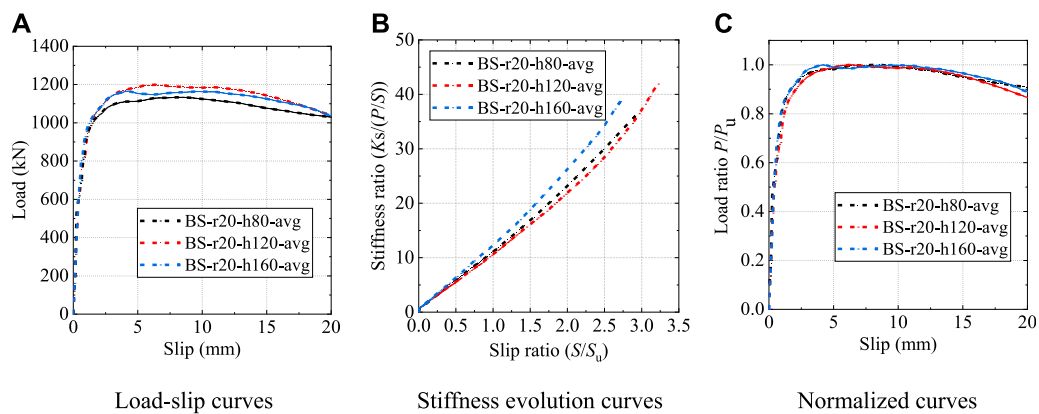 A
1400
1200
1000
800
600
400
200
0
Load (kN)
BS-r20-h80-avg
BS-r20-h120-avg
BS-r20-h160-avg
0 5 10 15 20
Slip (mm)
Load-slip curves
B
50
40
30
20
10
0
Stiffness ratio (Ks/(P/S))
BS-r20-h80-avg
BS-r20-h120-avg
BS-r20-h160-avg
0.0 0.5 1.0 1.5 2.0 2.5 3.0 3.5
Slip ratio (S/Su)
Stiffness evolution curves
C
1.0
0.8
0.6
0.4
0.2
0.0
Load ratio P/Pu
BS-r20-h80-avg
BS-r20-h120-avg
BS-r20-h160-avg
0 5 10 15 20
Slip (mm)
Normalized curves